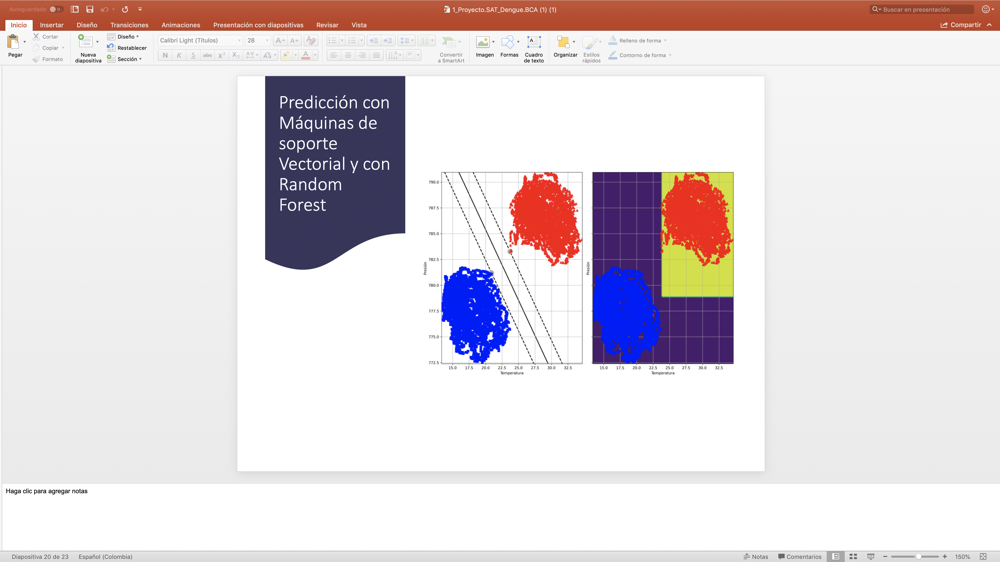 Autoguardado
1_Proyecto.SAT_Dengue.BCA (1) (1)
Buscar en presentación
Inicio Insertar Diseño Transiciones Animaciones Presentación con diapositivas Revisar Vista
Compartir
Pegar
Cortar
Copiar
Formato
Nueva
diapositiva
Diseño
Restablecer
Sección
Calibri Light (Títulos)
28
N K S abc X² X₂ AV Aa A
Convertir
a SmartArt
Imagen
Formas
Cuadro
de texto
Organizar
Estilos
rápidos
Relleno de forma
Contorno de forma
Predicción con
Máquinas de
soporte
Vectorial y con
Random
Forest
790.0
787.5
785.0
782.5
780.0
777.5
775.0
772.5
Presión
15.0 17.5 20.0 22.5 25.0 27.5 30.0 32.5
Temperatura
Presión
15.0 17.5 20.0 22.5 25.0 27.5 30.0 32.5
Temperatura
Haga clic para agregar notas
Diapositiva 20 de 23
Español (Colombia)
Notas
Comentarios
150%